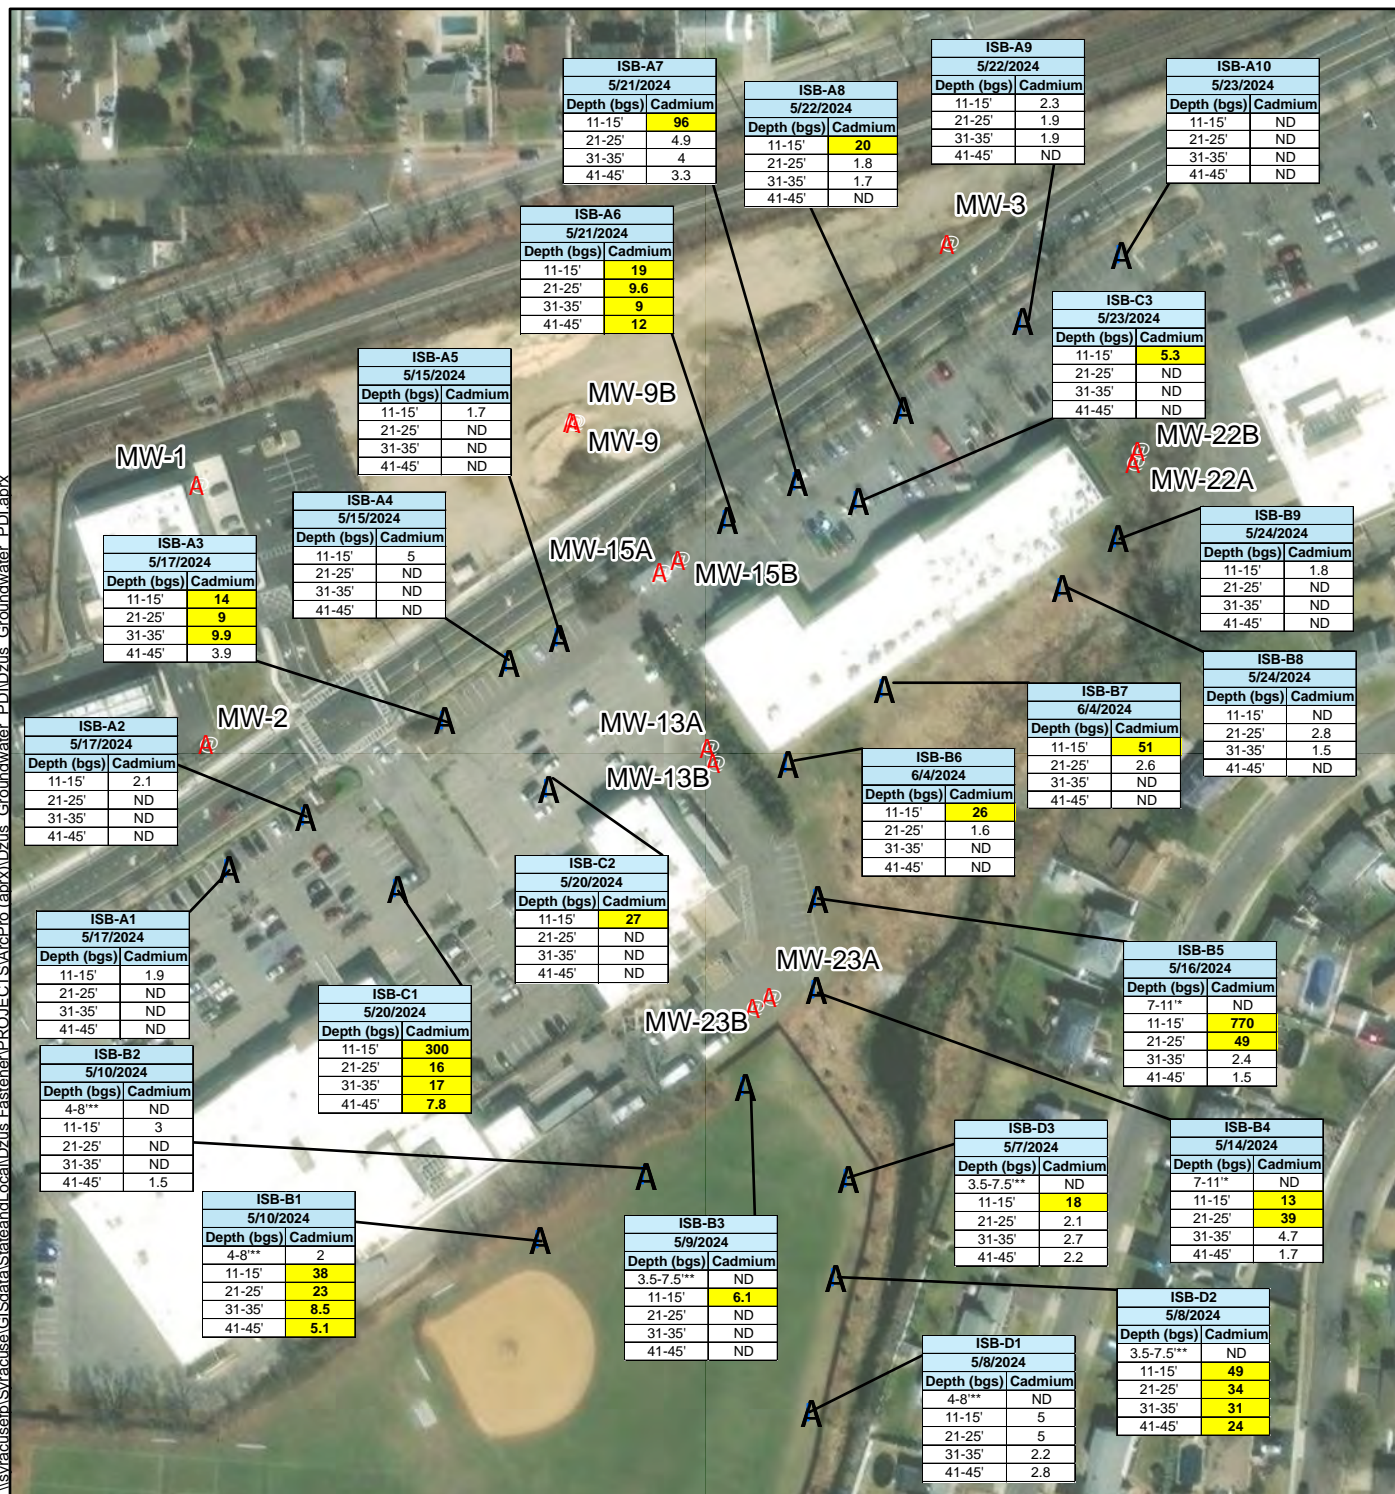 ISB-A9
5/22/2024
Depth (bgs) Cadmium
11-15' 2.3
21-25' 1.9
31-35' 1.9
41-45' ND
ISB-A7
5/21/2024
Depth (bgs) Cadmium
11-15' 96
21-25' 4.9
31-35' 4
41-45' 3.3
ISB-A10
5/23/2024
Depth (bgs) Cadmium
11-15' ND
21-25' ND
31-35' ND
41-45' ND
ISB-A8
5/22/2024
Depth (bgs) Cadmium
11-15' 20
21-25' 1.8
31-35' 1.7
41-45' ND
MW-3
ISB-A6
5/21/2024
Depth (bgs) Cadmium
11-15' 19
21-25' 9.6
31-35' 9
41-45' 12
ISB-C3
5/23/2024
Depth (bgs) Cadmium
11-15' 5.3
21-25' ND
31-35' ND
41-45' ND
ISB-A5
5/15/2024
Depth (bgs) Cadmium
11-15' 1.7
21-25' ND
31-35' ND
41-45' ND
MW-9B
MW-9
MW-22B
MW-22A
MW-1
ISB-A4
5/15/2024
Depth (bgs) Cadmium
11-15' 5
21-25' ND
31-35' ND
41-45' ND
ISB-B9
5/24/2024
Depth (bgs) Cadmium
11-15' 1.8
21-25' ND
31-35' ND
41-45' ND
ISB-A3
5/17/2024
Depth (bgs) Cadmium
11-15' 14
21-25' 9
31-35' 9.9
41-45' 3.9
MW-15A
MW-15B
ISB-B8
5/24/2024
Depth (bgs) Cadmium
11-15' ND
21-25' 2.8
31-35' 1.5
41-45' ND
ISB-B7
6/4/2024
Depth (bgs) Cadmium
11-15' 51
21-25' 2.6
31-35' ND
41-45' ND
MW-2
MW-13A
MW-13B
ISB-A2
5/17/2024
Depth (bgs) Cadmium
11-15' 2.1
21-25' ND
31-35' ND
41-45' ND
ISB-B6
6/4/2024
Depth (bgs) Cadmium
11-15' 26
21-25' 1.6
31-35' ND
41-45' ND
ISB-C2
5/20/2024
Depth (bgs) Cadmium
11-15' 27
21-25' ND
31-35' ND
41-45' ND
ISB-A1
5/17/2024
Depth (bgs) Cadmium
11-15' 1.9
21-25' ND
31-35' ND
41-45' ND
MW-23A
MW-23B
ISB-B5
5/16/2024
Depth (bgs) Cadmium
7-11'* ND
11-15' 770
21-25' 49
31-35' 2.4
41-45' 1.5
ISB-C1
5/20/2024
Depth (bgs) Cadmium
11-15' 300
21-25' 16
31-35' 17
41-45' 7.8
ISB-B2
5/10/2024
Depth (bgs) Cadmium
4-8'** ND
11-15' 3
21-25' ND
31-35' ND
41-45' 1.5
ISB-D3
5/7/2024
Depth (bgs) Cadmium
3.5-7.5'** ND
11-15' 18
21-25' 2.1
31-35' 2.7
41-45' 2.2
ISB-B4
5/14/2024
Depth (bgs) Cadmium
7-11'* ND
11-15' 13
21-25' 39
31-35' 4.7
41-45' 1.7
ISB-B1
5/10/2024
Depth (bgs) Cadmium
4-8'** 2
11-15' 38
21-25' 23
31-35' 8.5
41-45' 5.1
ISB-B3
5/9/2024
Depth (bgs) Cadmium
3.5-7.5'** ND
11-15' 6.1
21-25' ND
31-35' ND
41-45' ND
ISB-D2
5/8/2024
Depth (bgs) Cadmium
3.5-7.5'** ND
11-15' 49
21-25' 34
31-35' 31
41-45' 24
ISB-D1
5/8/2024
Depth (bgs) Cadmium
4-8'** ND
11-15' 5
21-25' 5
31-35' 2.2
41-45' 2.8